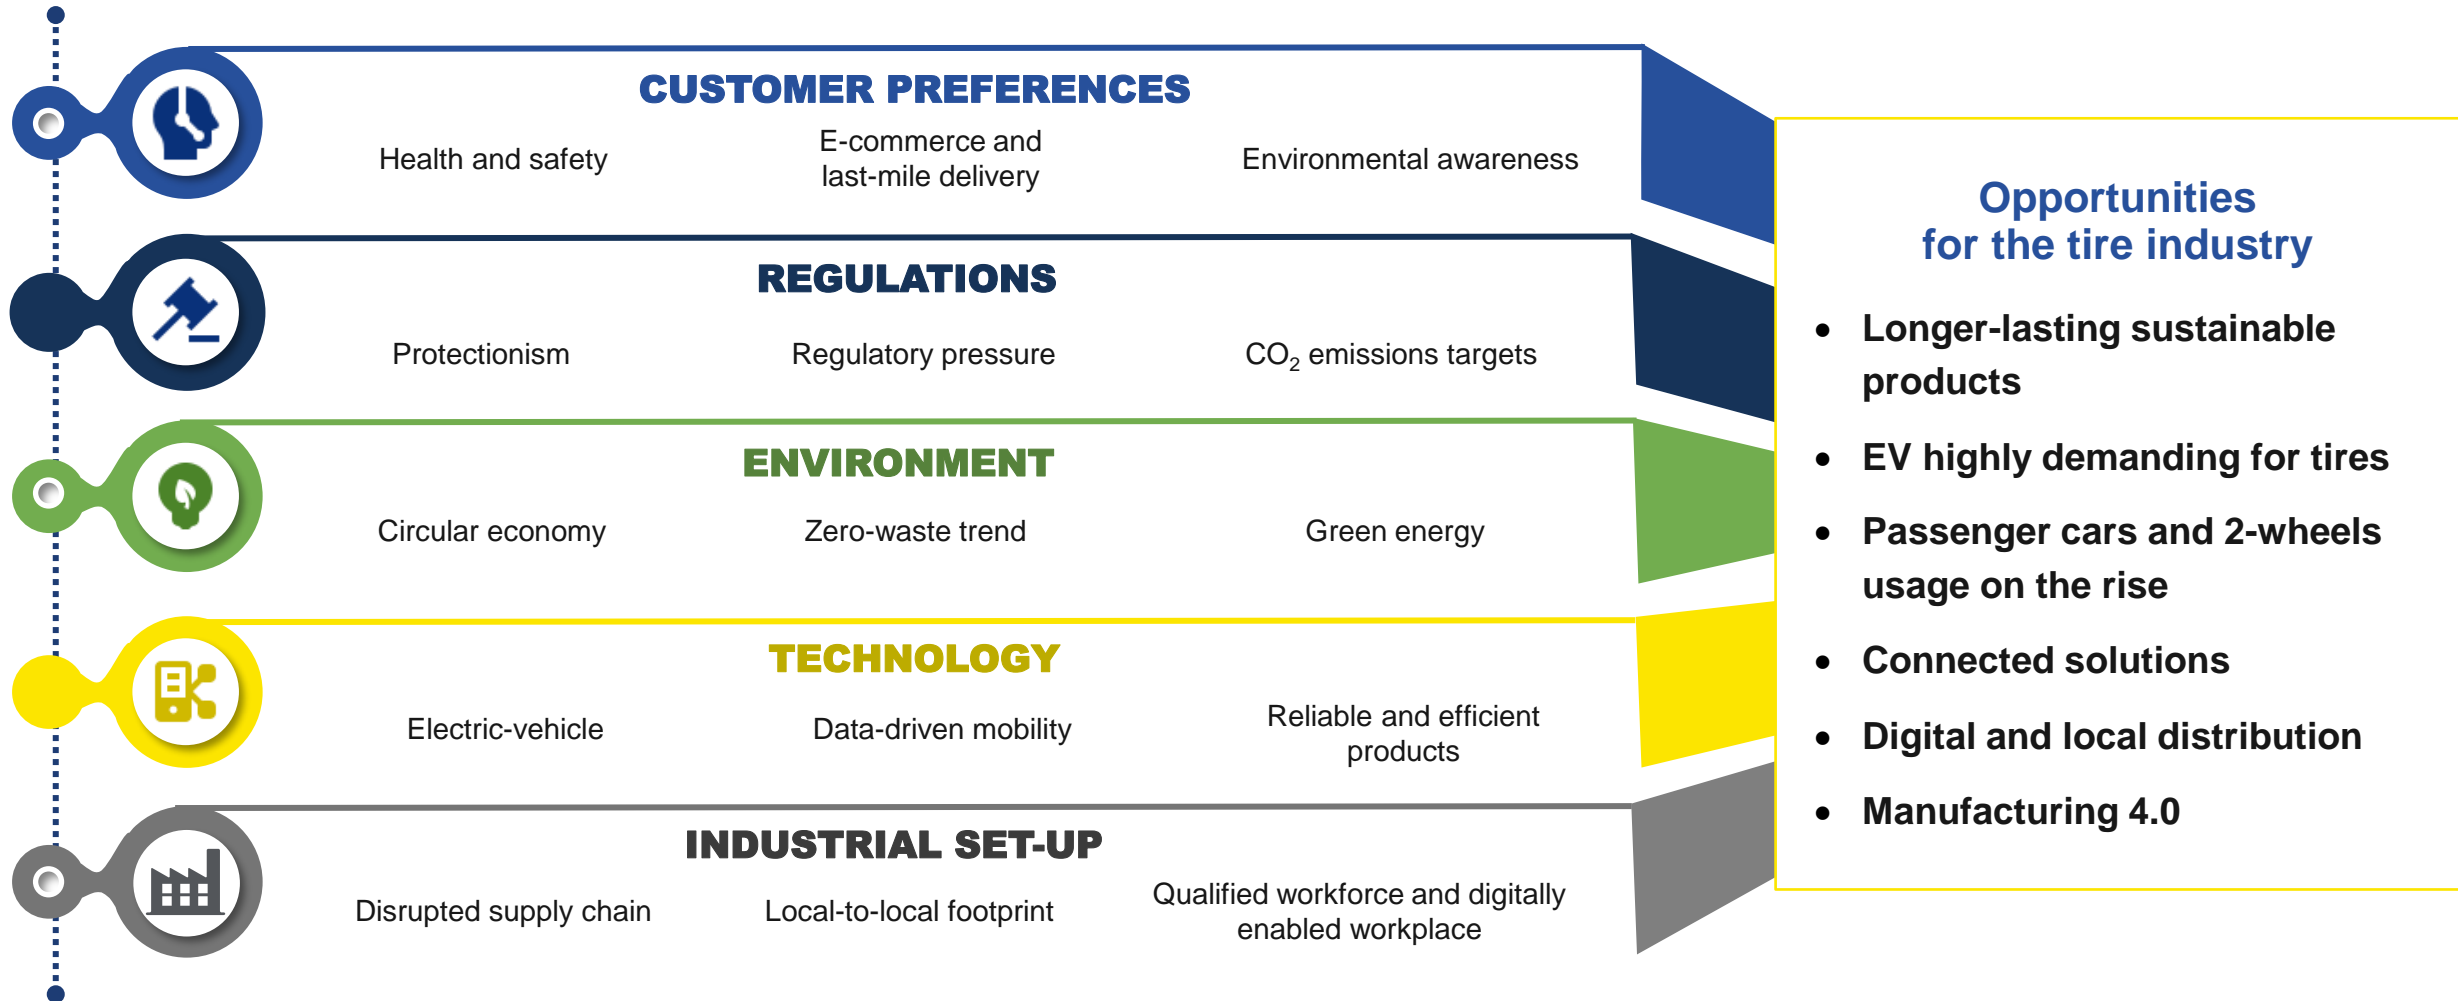 CUSTOMER PREFERENCES
Health and safety
E-commerce and
last-mile delivery
Environmental awareness
REGULATIONS
Protectionism
Regulatory pressure
CO₂ emissions targets
ENVIRONMENT
Circular economy
Zero-waste trend
Green energy
TECHNOLOGY
Electric-vehicle
Data-driven mobility
Reliable and efficient
products
INDUSTRIAL SET-UP
Disrupted supply chain
Local-to-local footprint
Qualified workforce and digitally
enabled workplace
Opportunities
for the tire industry
• Longer-lasting sustainable
products
• EV highly demanding for tires
• Passenger cars and 2-wheels
usage on the rise
• Connected solutions
• Digital and local distribution
• Manufacturing 4.0